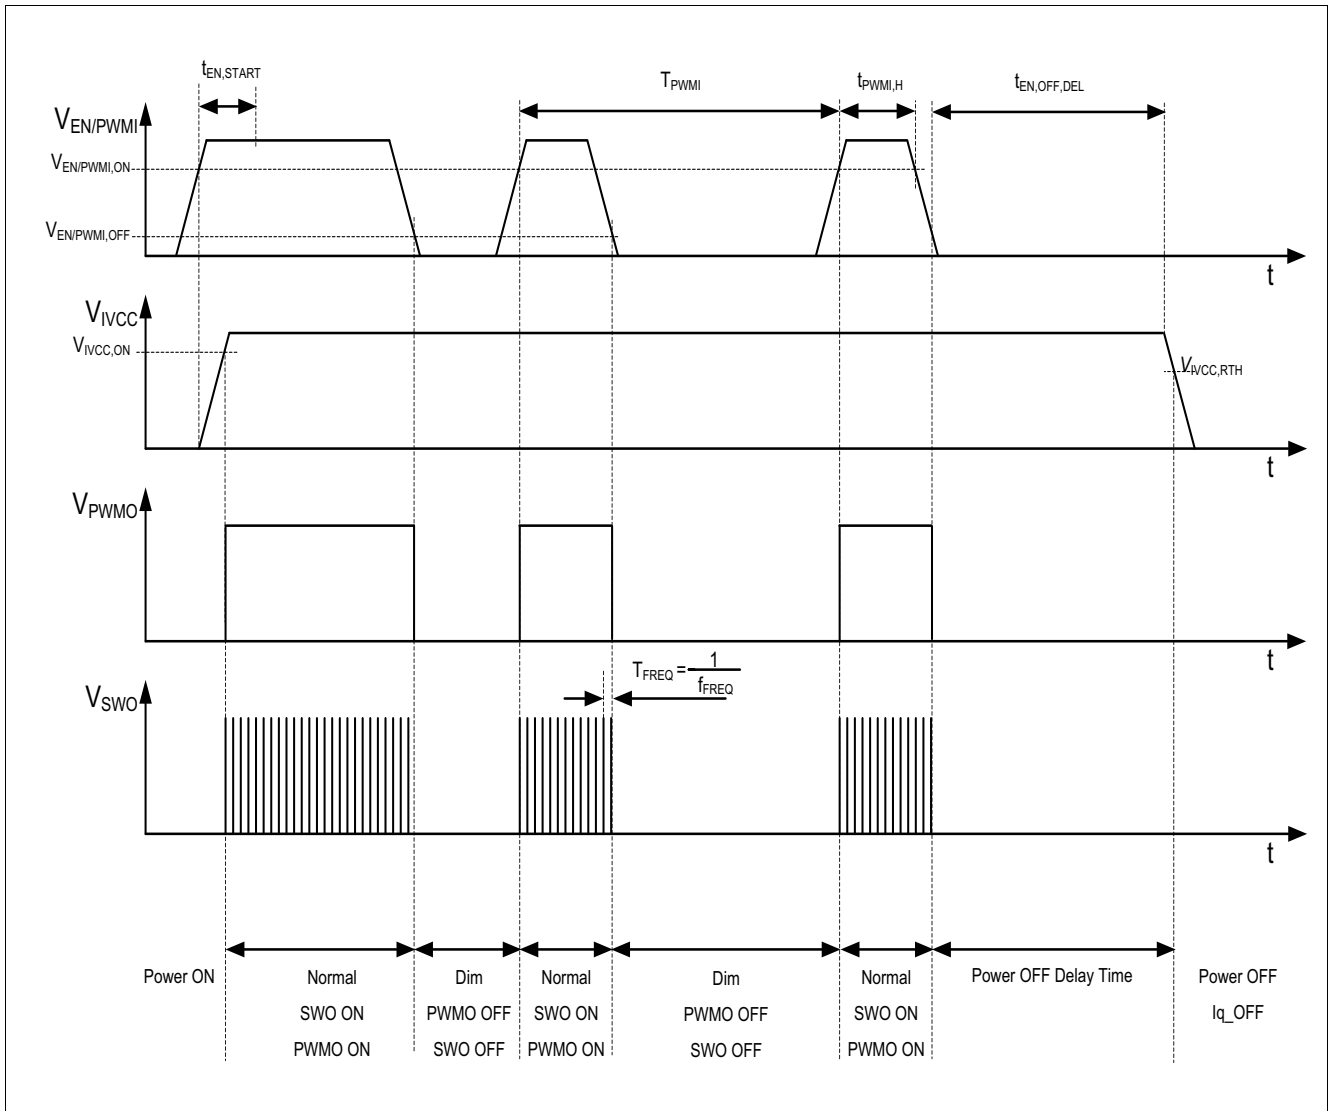 tEN,START
TPWMI
tPWMI,H
tEN,OFF,DEL
VEN/PWMI
VEN/PWMI,ON
VEN/PWMI,OFF
t
VIVCC
VIVCC,ON
VIVCC,RTH
t
VPWMO
t
TFREQ = 1
fFREQ
VSWO
t
Power ON
Normal
SWO ON
PWMO ON
Dim
PWMO OFF
SWO OFF
Normal
SWO ON
PWMO ON
Dim
PWMO OFF
SWO OFF
Normal
SWO ON
PWMO ON
Power OFF Delay Time
Power OFF
Iq_OFF